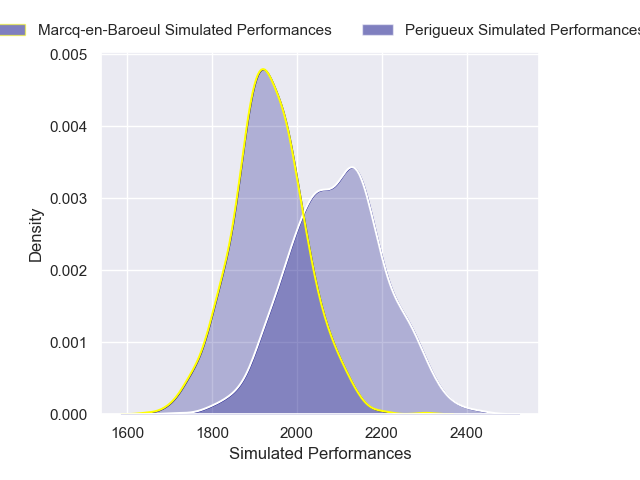 Marcq-en-Baroeul Simulated Performances Perigueux Simulated Performances
0.005
0.004
0.003
0.002
0.001
0.000
Density
1600 1800 2000 2200 2400
Simulated Performances